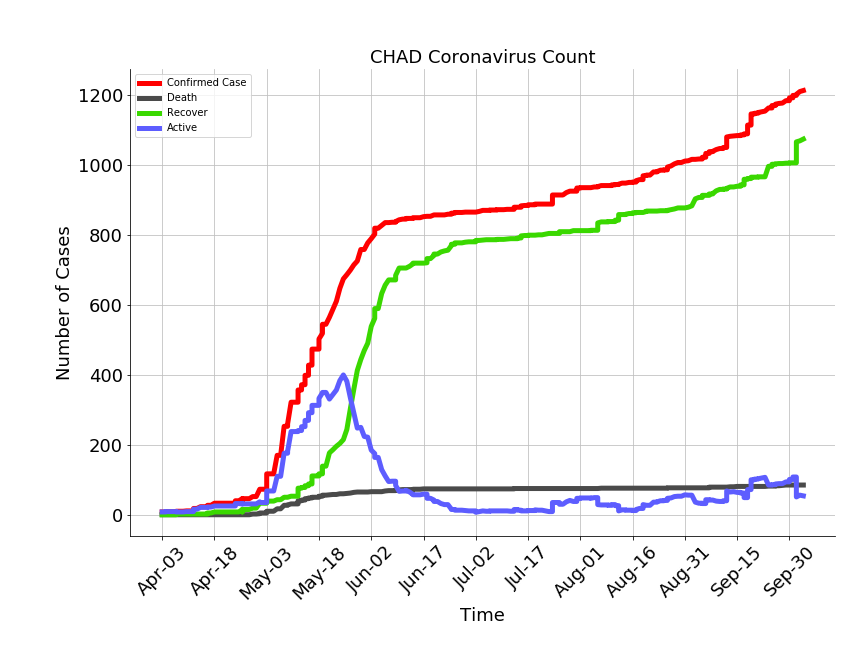 CHAD Coronavirus Count
Confirmed Case
Death
Recover
Active
1200
1000
800
600
400
200
0
Number of Cases
Apr-03 Apr-18 May-03 May-18 Jun-02 Jun-17 Jul-02 Jul-17 Aug-01 Aug-16 Aug-31 Sep-15 Sep-30
Time